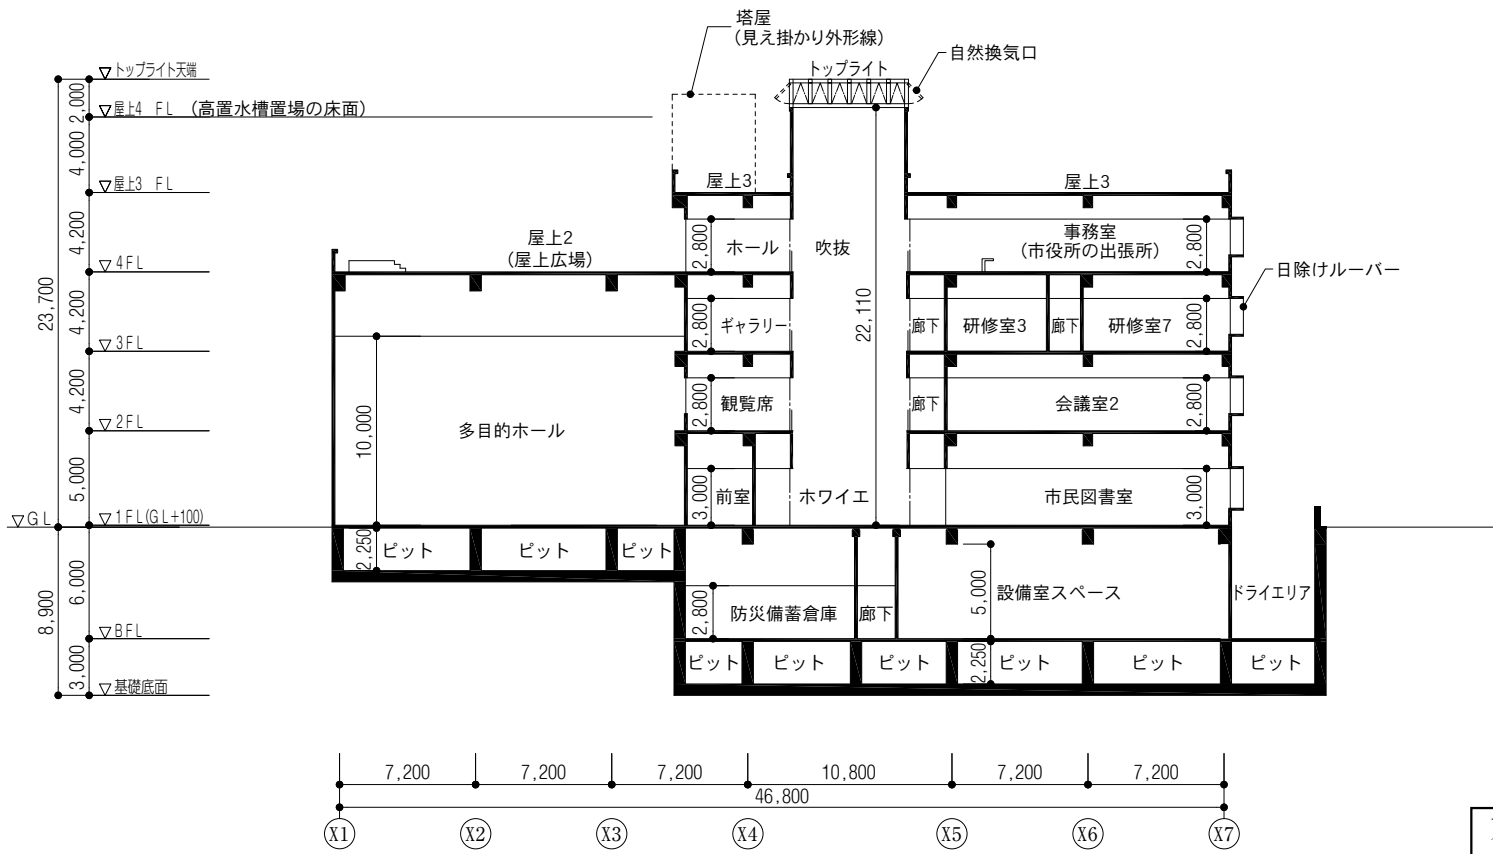 塔屋
(見え掛かり外形線)
自然換気口
トップライト
▽トップライト天端
2,000
▽屋上4 FL (高置水槽置場の床面)
4,000
▽屋上3 FL
屋上3
屋上3
4,200
屋上2
(屋上広場)
2,800
ホール
吹抜
事務室
(市役所の出張所)
2,800
▽4FL
日除けルーバー
23,700
4,200
2,800
ギャラリー
22,110
廊下
研修室3
廊下
研修室7
2,800
▽3FL
4,200
10,000
2,800
観覧席
廊下
会議室2
2,800
▽2FL
多目的ホール
5,000
3,000
前室
ホワイエ
市民図書室
3,000
▽GL
▽1FL(GL+100)
2,250
ピット
ピット
ピット
8,900
6,000
2,800
防災備蓄倉庫
廊下
5,000
設備室スペース
ドライエリア
▽BFL
3,000
ピット
ピット
ピット
2,250
ピット
ピット
ピット
▽基礎底面
7,200
7,200
7,200
10,800
7,200
7,200
46,800
X1
X2
X3
X4
X5
X6
X7